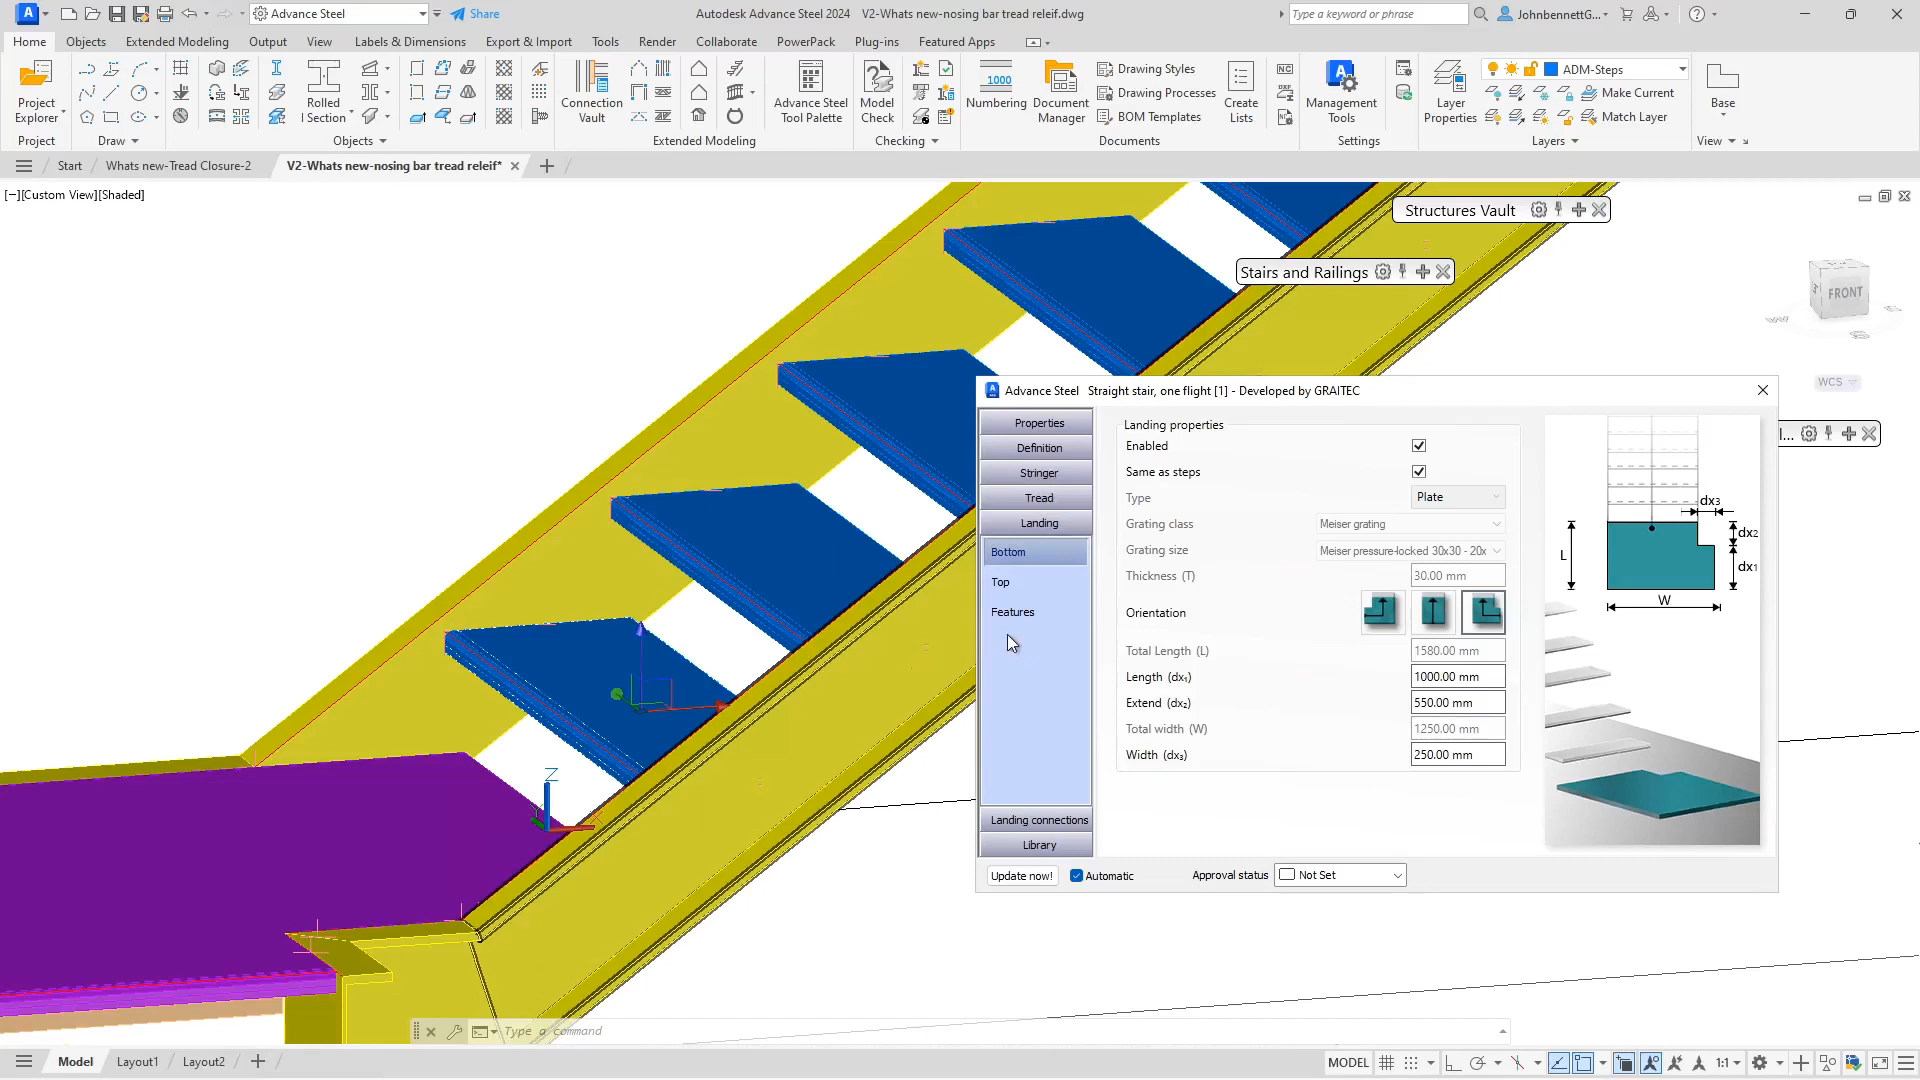 Advance Steel
Share
Autodesk Advance Steel 2024 V2-Whats new-nosing bar tread releif.dwg
Type a keyword or phrase
JohnbennettG...
Home Objects Extended Modeling Output View Labels & Dimensions Export & Import Tools Render Collaborate PowerPack Plug-ins Featured Apps
Project Explorer
Rolled I Section
Connection Vault
Advance Steel Tool Palette
Model Check
1000
Numbering
Document Manager
Drawing Styles
Drawing Processes
BOM Templates
Create Lists
NC
DXF
NC
Management Tools
Layer Properties
ADM-Steps
Make Current
Match Layer
Base
Project Draw Objects Extended Modeling Checking Documents Settings Layers View
Start Whats new-Tread Closure-2 V2-Whats new-nosing bar tread releif*
[−][Custom View][Shaded]
Structures Vault
Stairs and Railings
FRONT
WCS
l...
Z
Advance Steel Straight stair, one flight [1] - Developed by GRAITEC
Properties
Definition
Stringer
Tread
Landing
Bottom
Top
Features
Landing connections
Library
Landing properties
Enabled
Same as steps
Type Plate
Grating class Meiser grating
Grating size Meiser pressure-locked 30x30 - 20x
Thickness (T) 30.00 mm
Orientation
Total Length (L) 1580.00 mm
Length (dx₁) 1000.00 mm
Extend (dx₂) 550.00 mm
Total width (W) 1250.00 mm
Width (dx₃) 250.00 mm
dx₃
dx₂
L
dx₁
W
Update now! Automatic Approval status Not Set
Type a command
Model Layout1 Layout2
MODEL 1:1